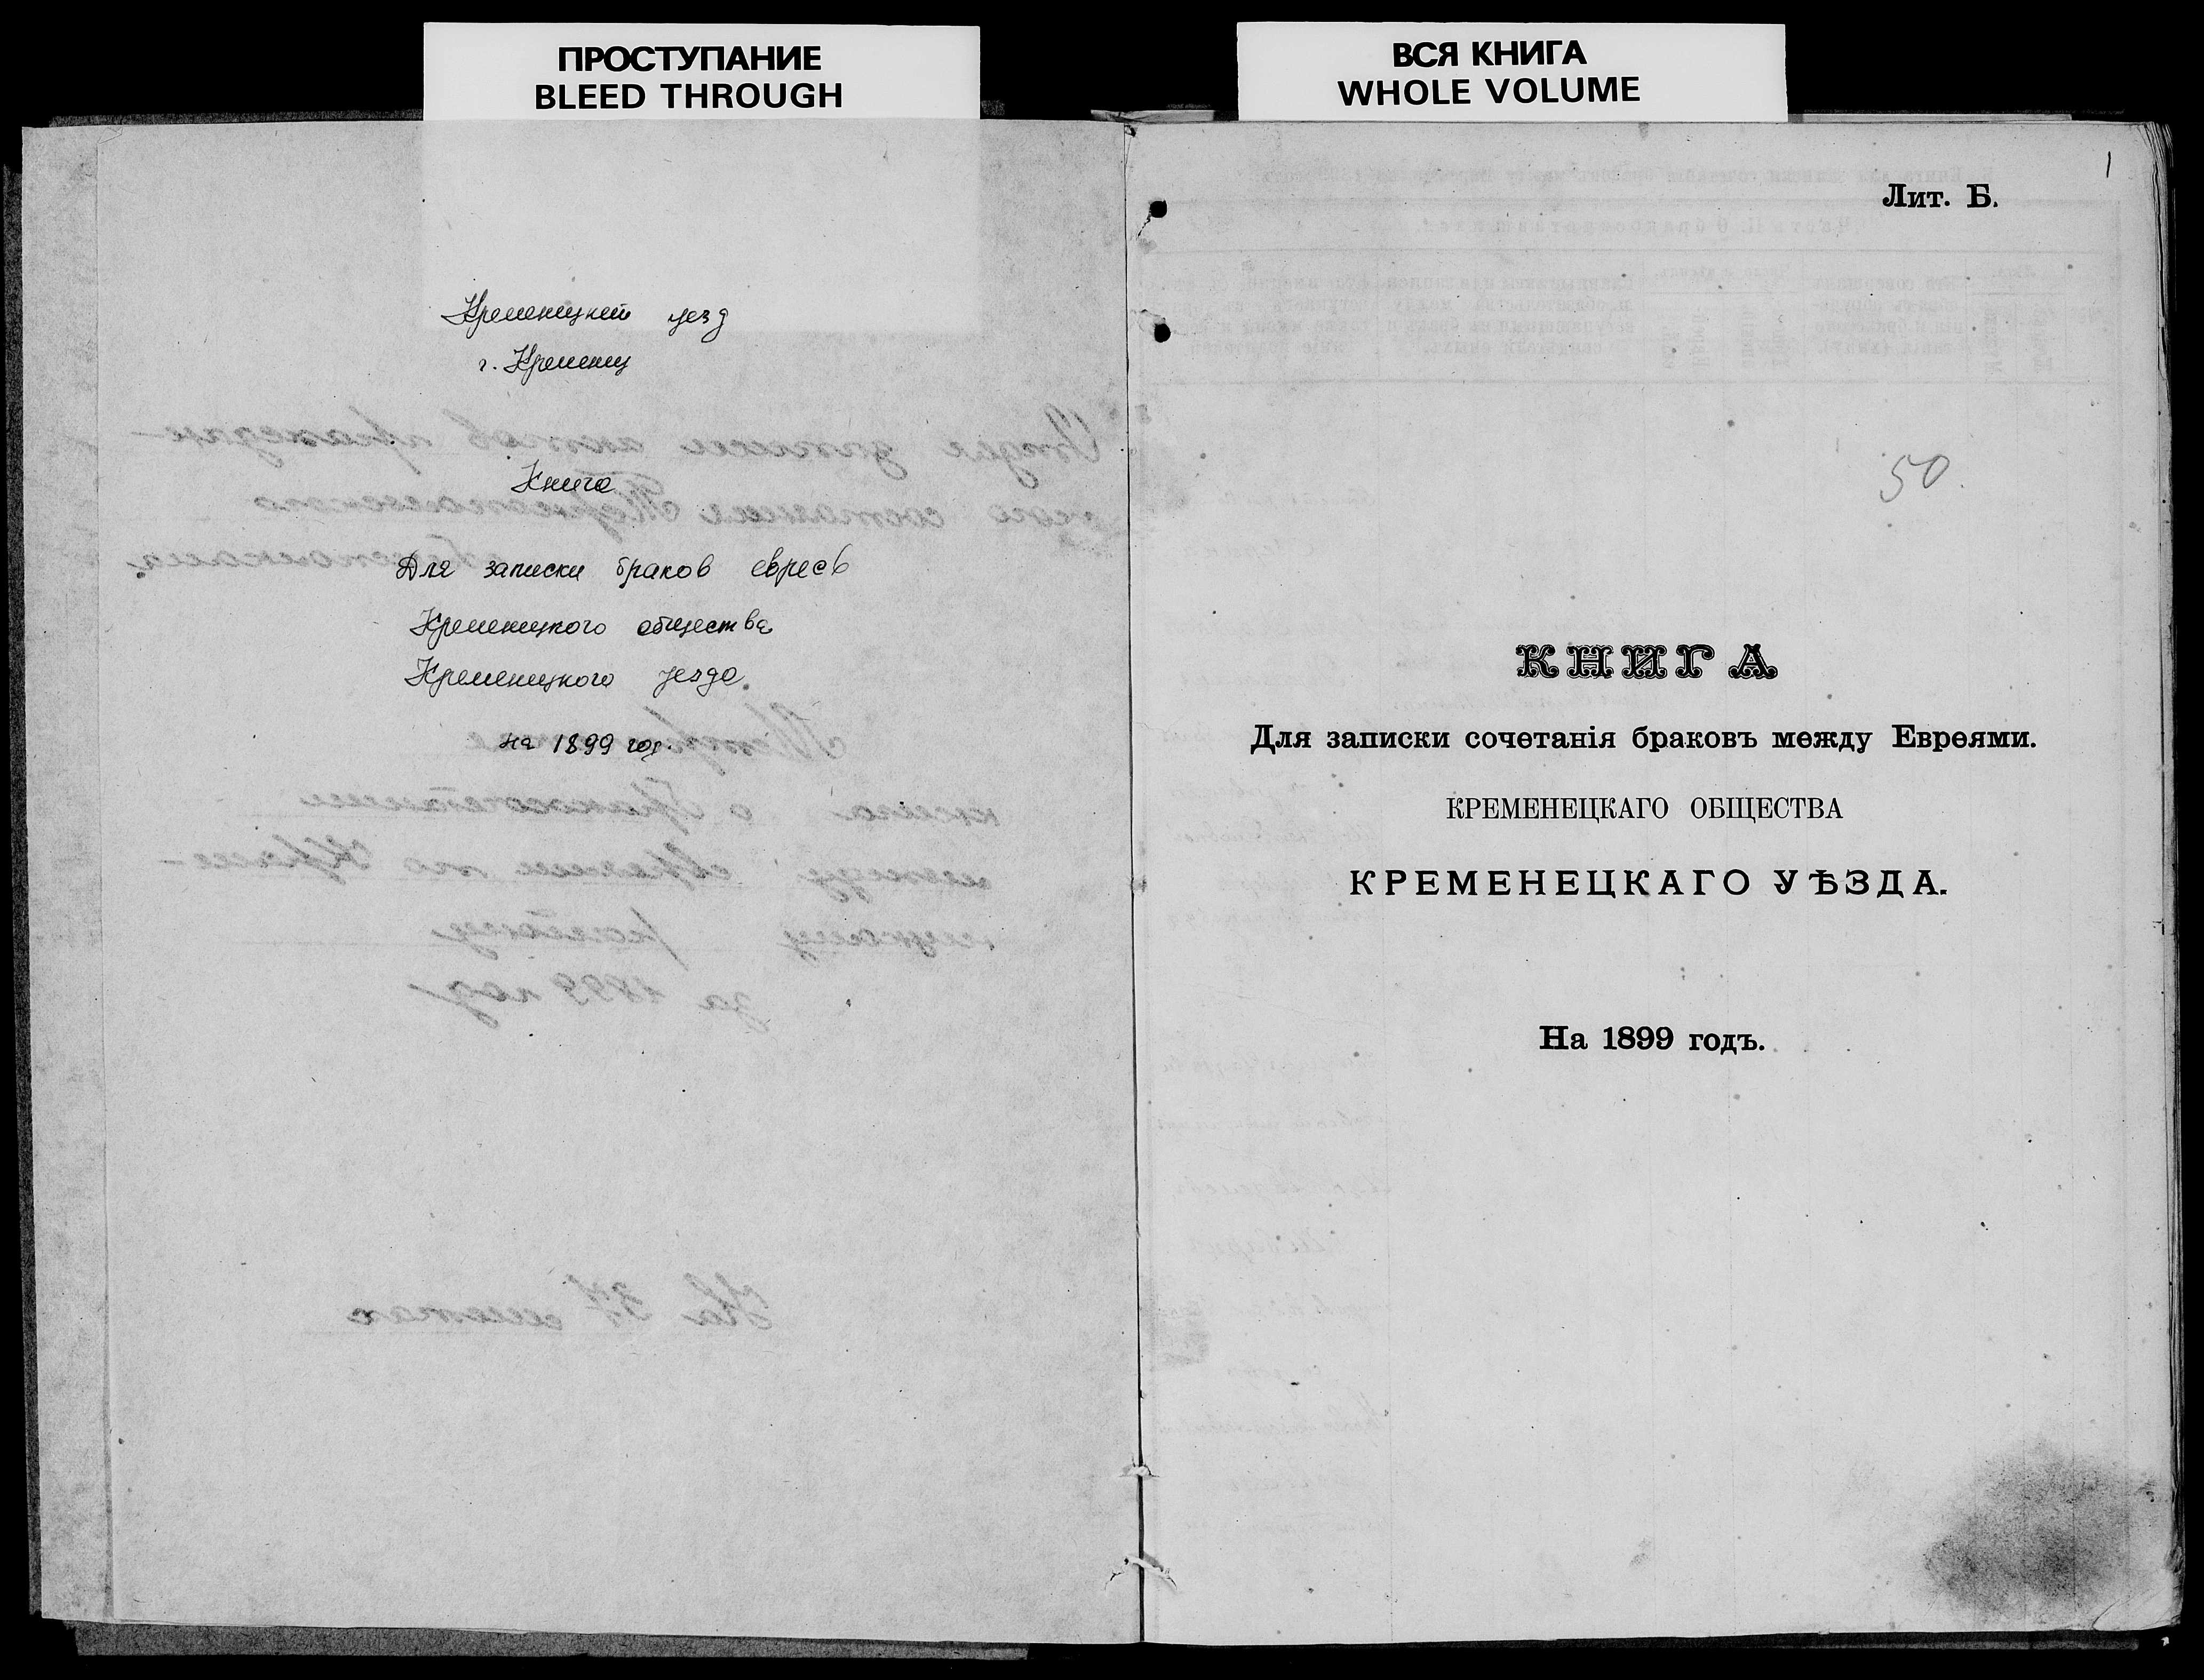 ПРОСТУПАНИЕ
BLEED THROUGH
Кременецкий уезд
г. Кременец
Книга
Для записки браков евреев
Кременецкого общества
Кременецкого уезда
на 1899 год.
ВСЯ КНИГА
WHOLE VOLUME
1
Лит. Б.
50.
КНИГА
Для записки сочетанія браковъ между Евреями.
КРЕМЕНЕЦКАГО ОБЩЕСТВА
КРЕМЕНЕЦКАГО УѢЗДА.
На 1899 годъ.